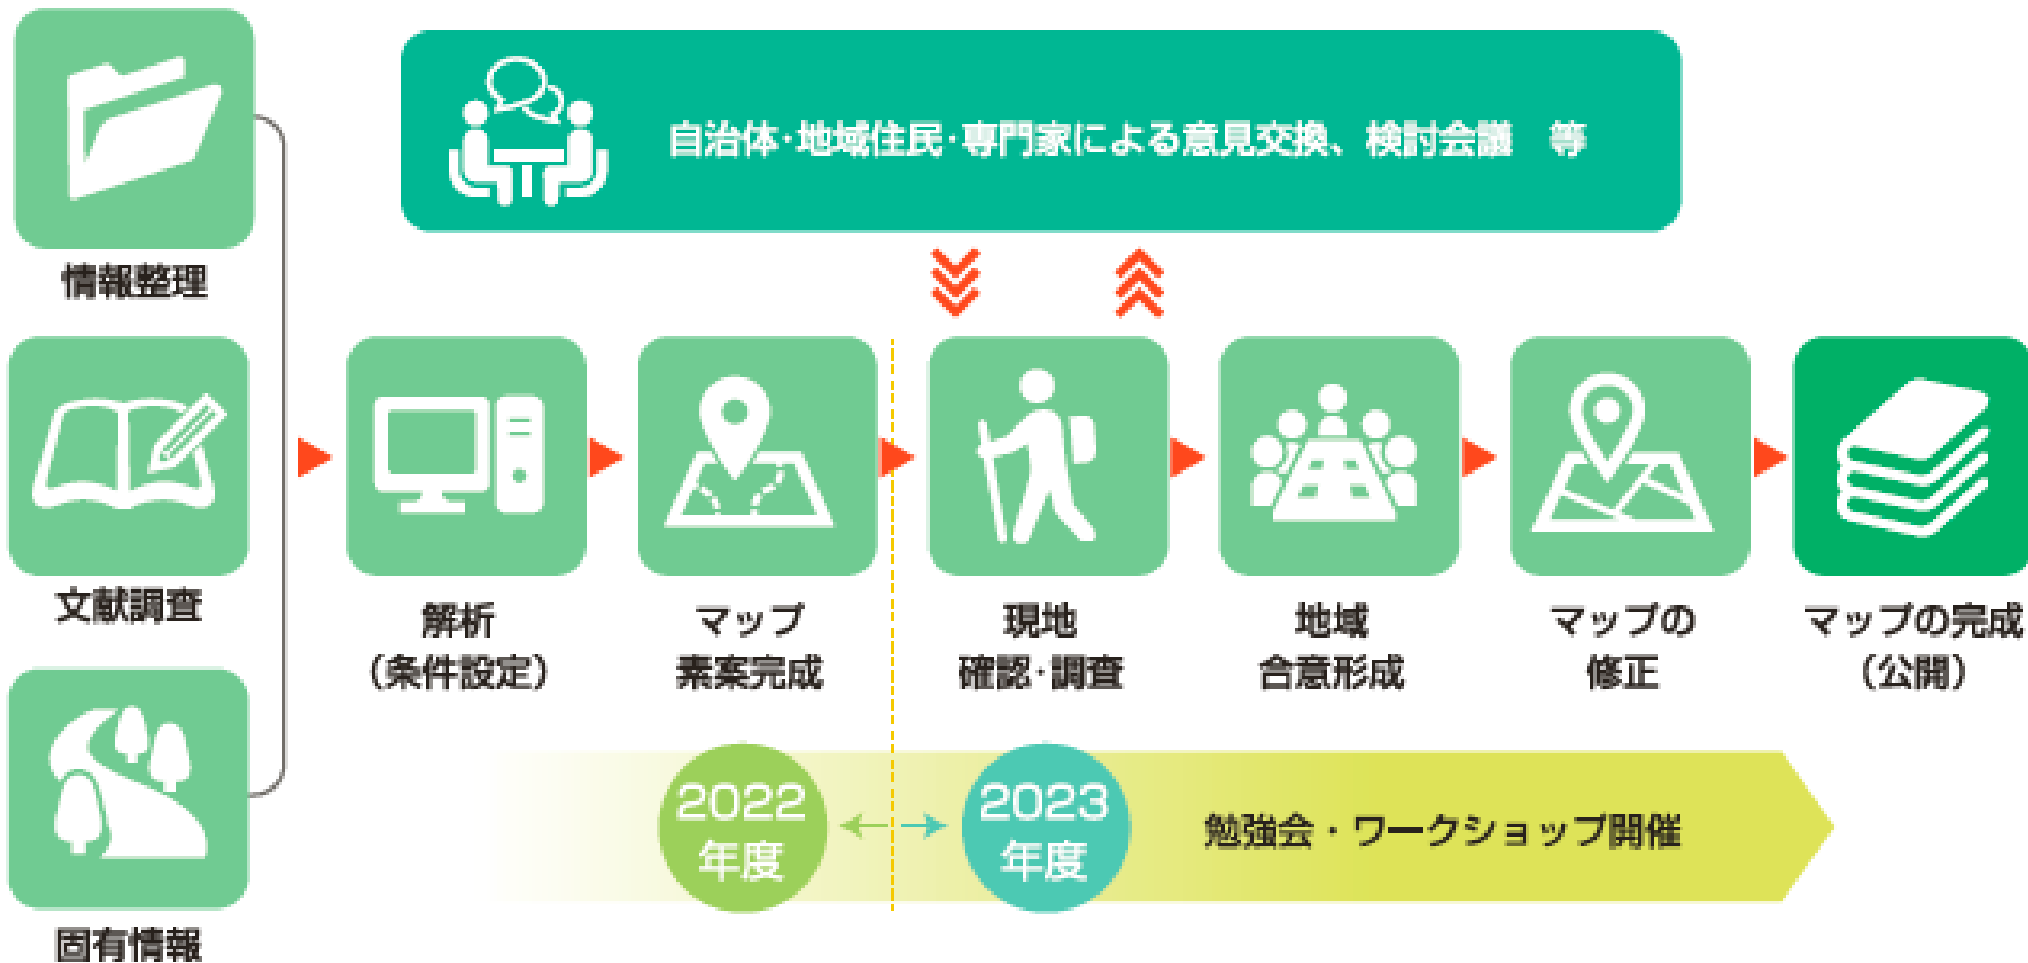 自治体・地域住民・専門家による意見交換、検討会議　等
情報整理
文献調査
固有情報
解析
（条件設定）
マップ
素案完成
現地
確認・調査
地域
合意形成
マップの
修正
マップの完成
（公開）
2022
年度
2023
年度
勉強会・ワークショップ開催